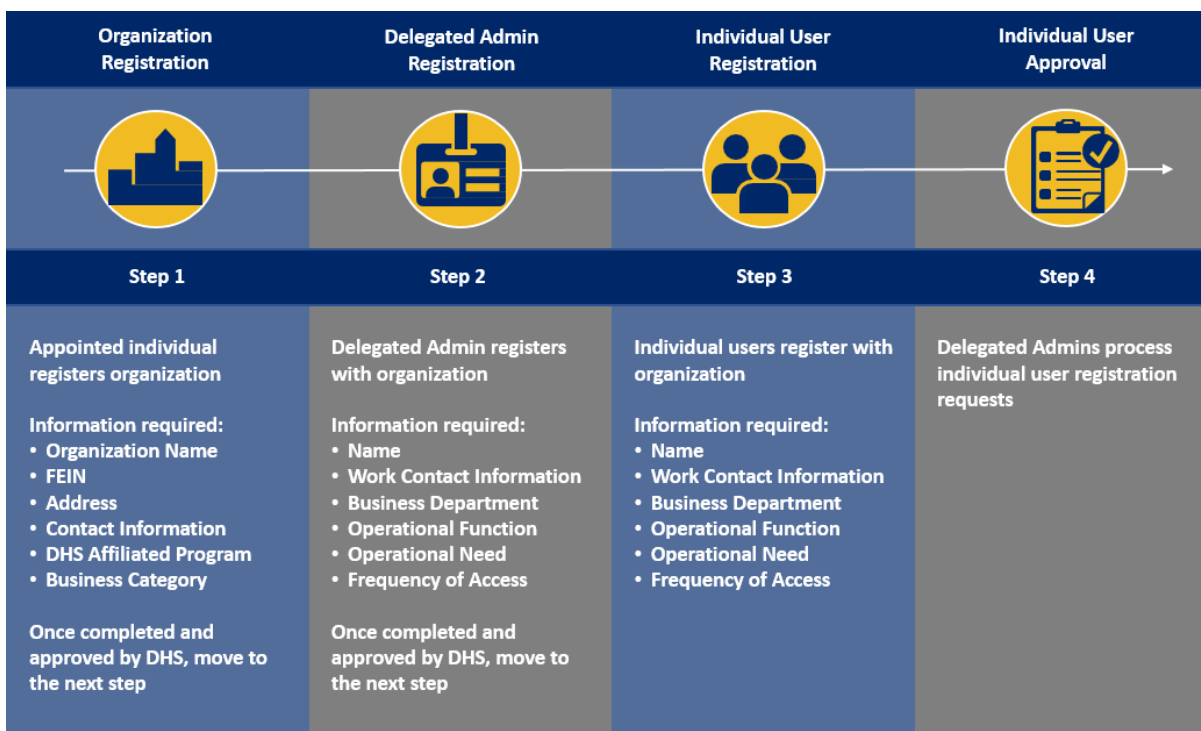 Organization
Registration
Delegated Admin
Registration
Individual User
Registration
Individual User
Approval
Step 1
Step 2
Step 3
Step 4
Appointed individual
registers organization
Information required:
• Organization Name
• FEIN
• Address
• Contact Information
• DHS Affiliated Program
• Business Category
Once completed and
approved by DHS, move to
the next step
Delegated Admin registers
with organization
Information required:
• Name
• Work Contact Information
• Business Department
• Operational Function
• Operational Need
• Frequency of Access
Once completed and
approved by DHS, move to
the next step
Individual users register with
organization
Information required:
• Name
• Work Contact Information
• Business Department
• Operational Function
• Operational Need
• Frequency of Access
Delegated Admins process
individual user registration
requests